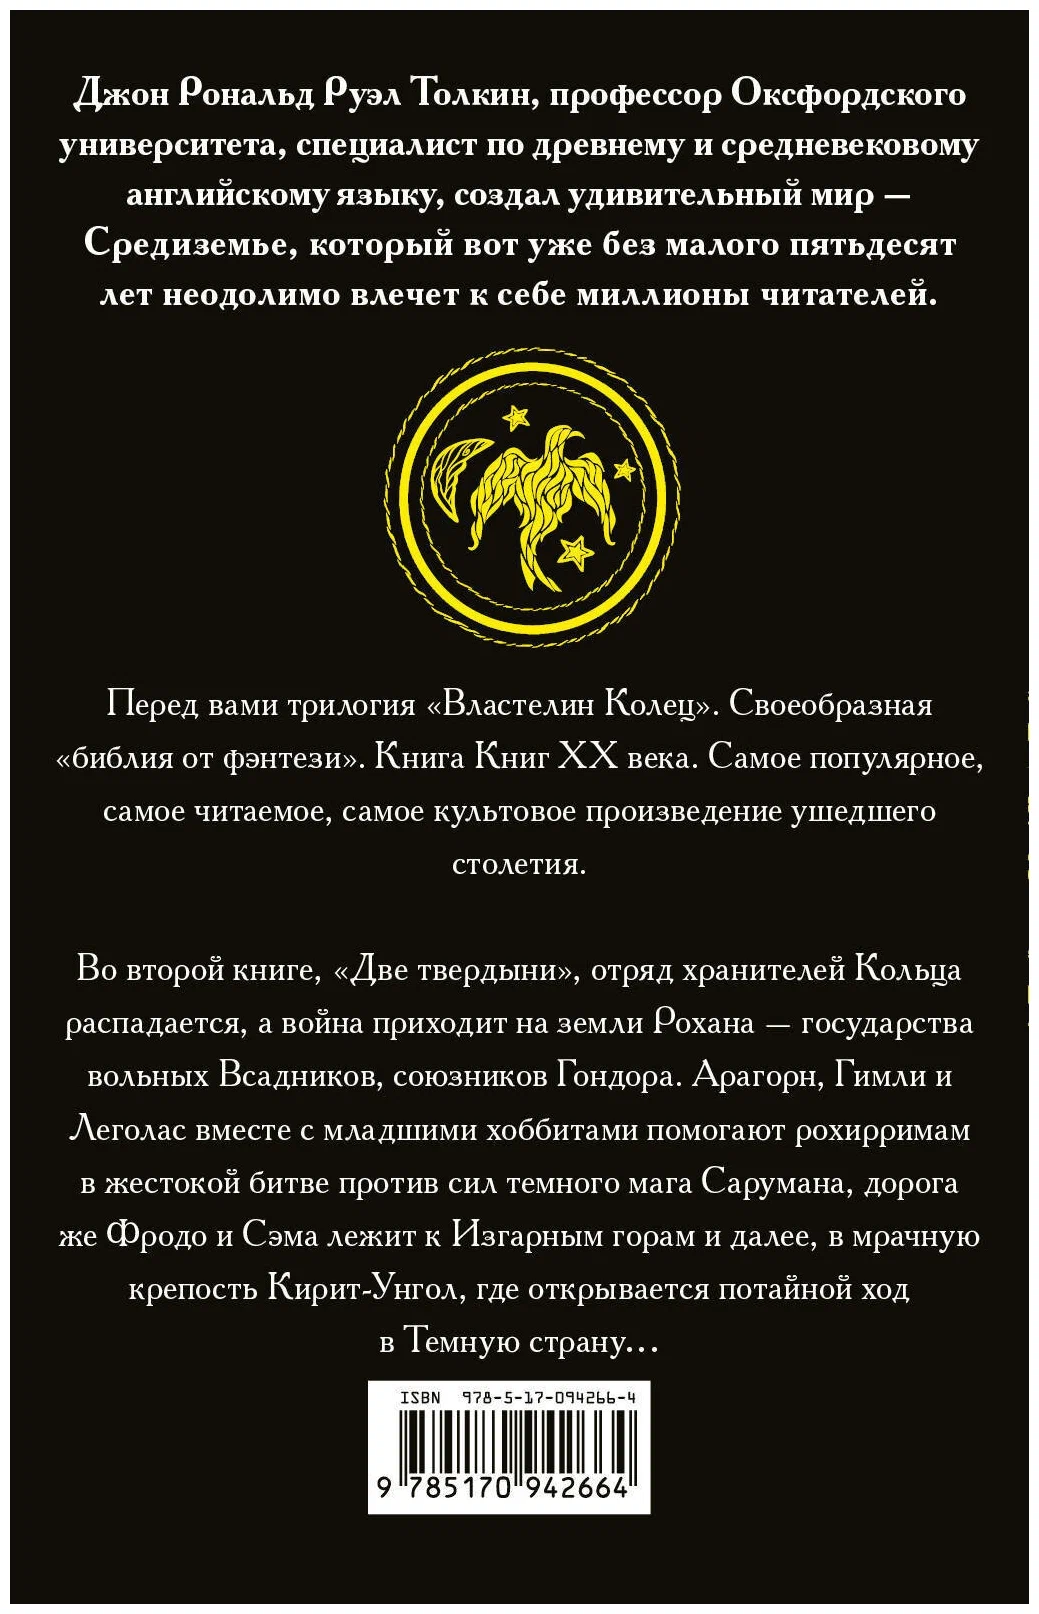 Джон Рональд Руэл Толкин, профессор Оксфордского
университета, специалист по древнему и средневековому
английскому языку, создал удивительный мир —
Средиземье, который вот уже без малого пятьдесят
лет неодолимо влечет к себе миллионы читателей.
Перед вами трилогия «Властелин Колец». Своеобразная
«библия от фэнтези». Книга Книг XX века. Самое популярное,
самое читаемое, самое культовое произведение ушедшего
столетия.
Во второй книге, «Две твердыни», отряд хранителей Кольца
распадается, а война приходит на земли Рохана — государства
вольных Всадников, союзников Гондора. Арагорн, Гимли и
Леголас вместе с младшими хоббитами помогают рохирримам
в жестокой битве против сил темного мага Сарумана, дорога
же Фродо и Сэма лежит к Изгарным горам и далее, в мрачную
крепость Кирит-Унгол, где открывается потайной ход
в Темную страну...
ISBN 978-5-17-094266-4
9 785170 942664